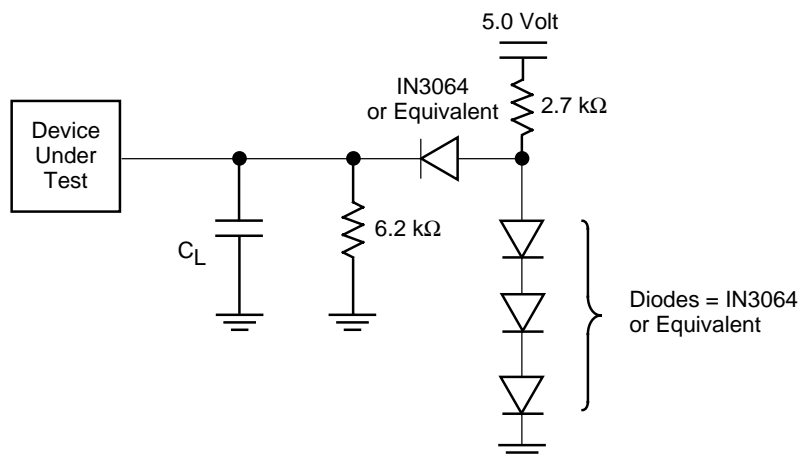 5.0 Volt
IN3064
or Equivalent
2.7 kΩ
Device
Under
Test
CL
6.2 kΩ
Diodes = IN3064
or Equivalent